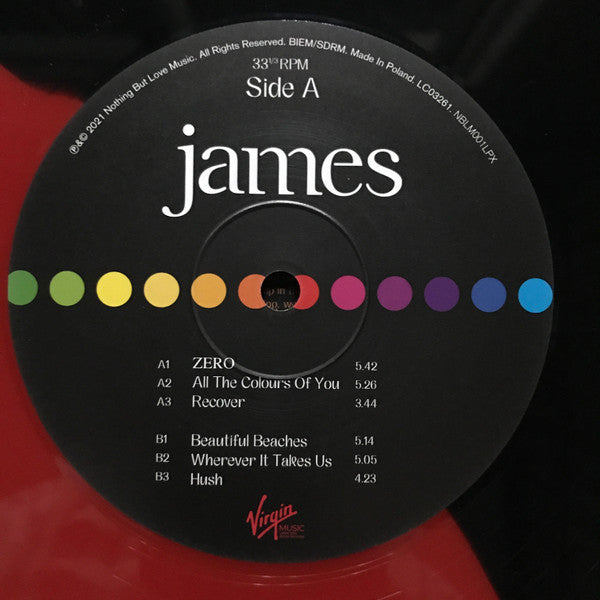 ℗&© 2021 Nothing But Love Music. All Rights Reserved. BIEM/SDRM. Made In Poland. LC03261. NBLM001LPX
33 1/3 RPM
Side A
james
A1 ZERO 5.42
A2 All The Colours Of You 5.26
A3 Recover 3.44
B1 Beautiful Beaches 5.14
B2 Wherever It Takes Us 5.05
B3 Hush 4.23
Virgin
MUSIC